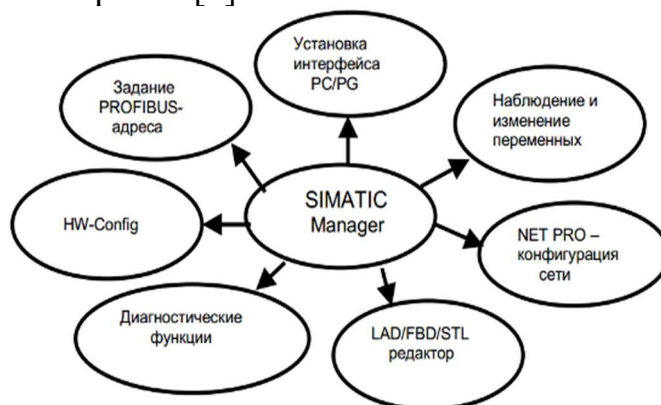 Установка
интерфейса
PC/PG
Задание
PROFIBUS-
адреса
Наблюдение и
изменение
переменных
SIMATIC
Manager
HW-Config
NET PRO –
конфигурация
сети
Диагностические
функции
LAD/FBD/STL
редактор